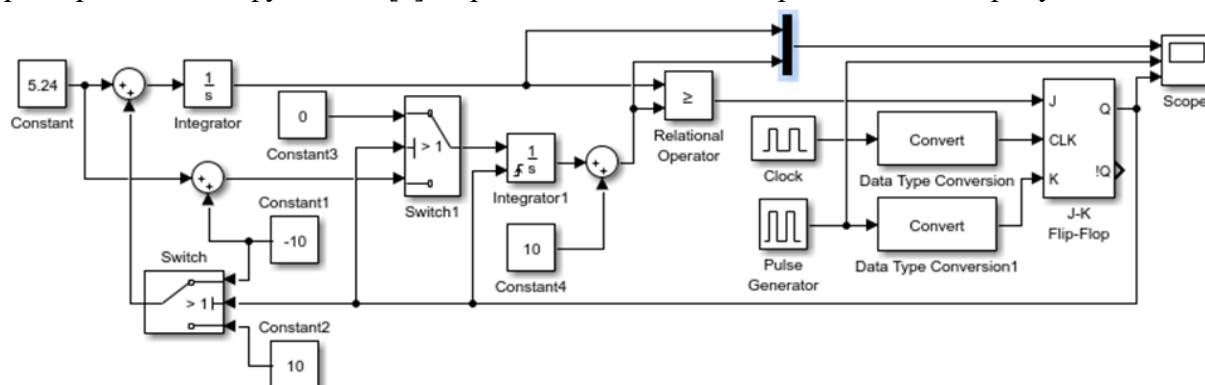 5.24
Constant
+
+
1
s
Integrator
0
Constant3
> 1
Switch1
1
s
Integrator1
+
+
10
Constant4
≥
Relational
Operator
Clock
Convert
Data Type Conversion
Pulse
Generator
Convert
Data Type Conversion1
J
CLK
K
Q
!Q
J-K
Flip-Flop
Scope
+
+
Constant1
-10
Switch
> 1
Constant2
10